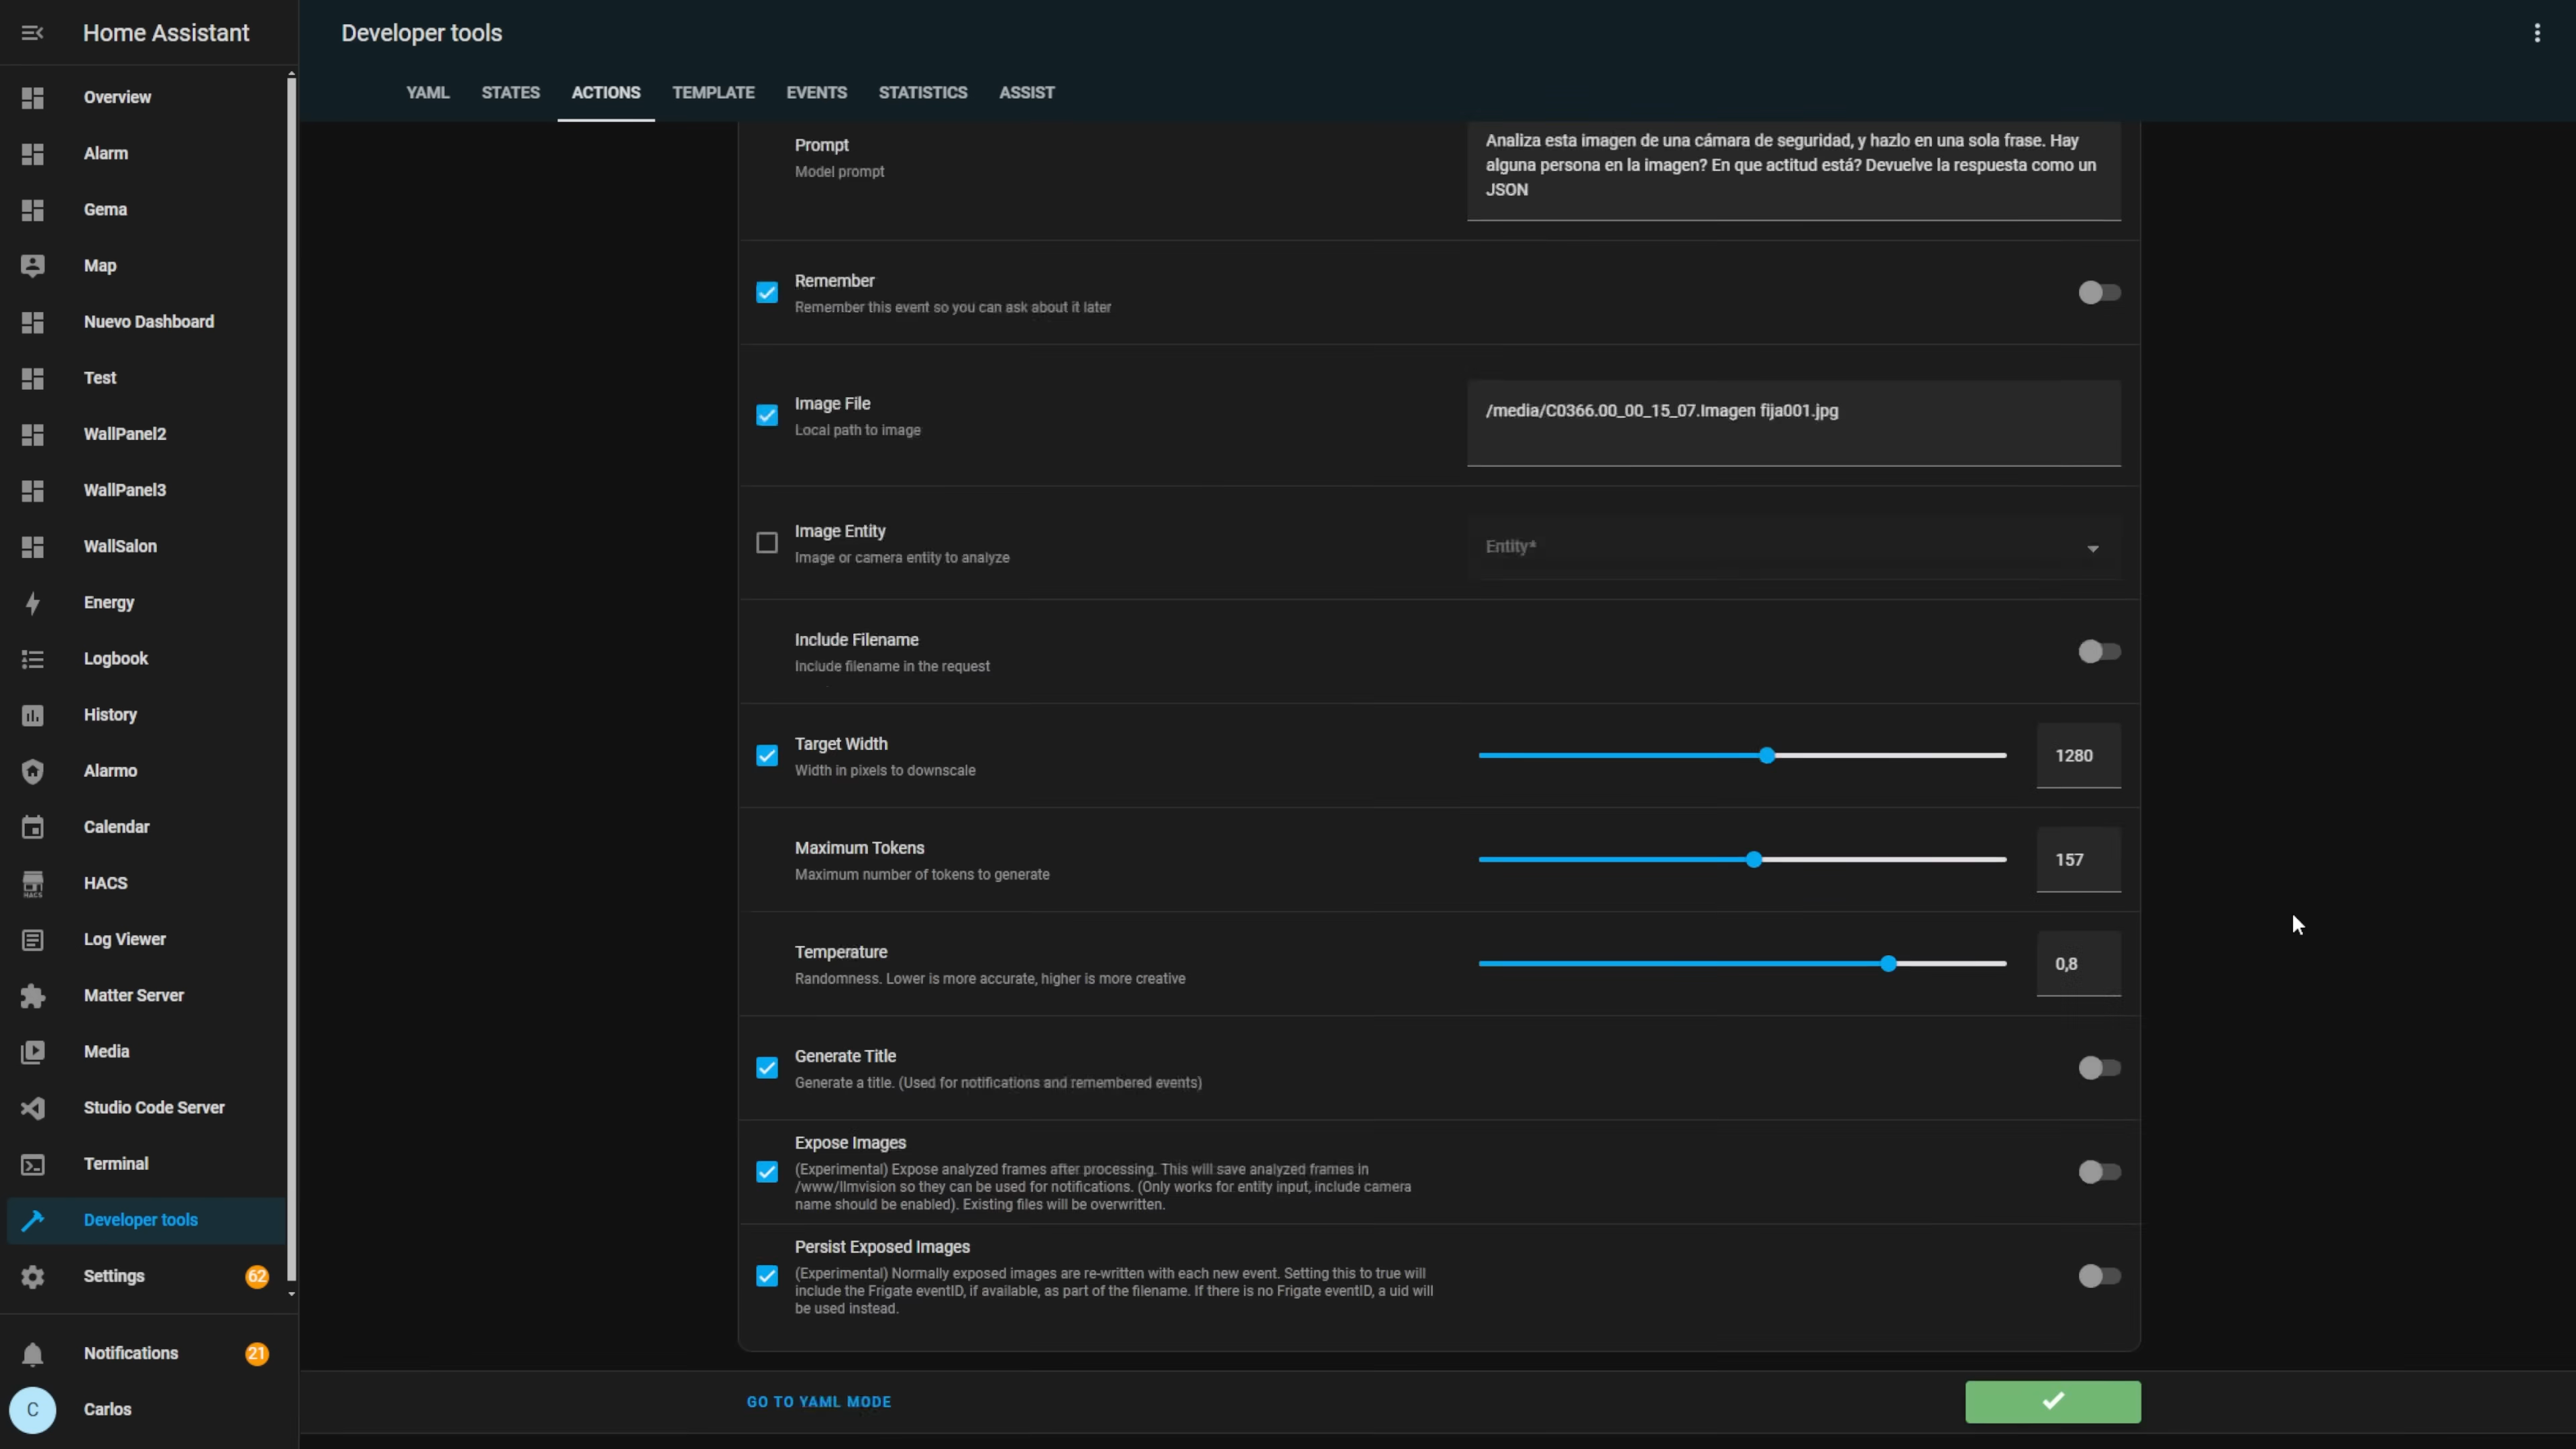 Home Assistant
Developer tools
YAML STATES ACTIONS TEMPLATE EVENTS STATISTICS ASSIST
Overview
Alarm
Gema
Map
Nuevo Dashboard
Test
WallPanel2
WallPanel3
WallSalon
Energy
Logbook
History
Alarmo
Calendar
HACS
HACS
Log Viewer
Matter Server
Media
Studio Code Server
Terminal
Developer tools
Settings 62
Notifications 21
C Carlos
Prompt
Model prompt
Analiza esta imagen de una cámara de seguridad, y hazlo en una sola frase. Hay
alguna persona en la imagen? En que actitud está? Devuelve la respuesta como un
JSON
Remember
Remember this event so you can ask about it later
Image File
Local path to image
/media/C0366.00_00_15_07.Imagen fija001.jpg
Image Entity
Image or camera entity to analyze
Entity*
Include Filename
Include filename in the request
Target Width
Width in pixels to downscale
1280
Maximum Tokens
Maximum number of tokens to generate
157
Temperature
Randomness. Lower is more accurate, higher is more creative
0,8
Generate Title
Generate a title. (Used for notifications and remembered events)
Expose Images
(Experimental) Expose analyzed frames after processing. This will save analyzed frames in
/www/llmvision so they can be used for notifications. (Only works for entity input, include camera
name should be enabled). Existing files will be overwritten.
Persist Exposed Images
(Experimental) Normally exposed images are re-written with each new event. Setting this to true will
include the Frigate eventID, if available, as part of the filename. If there is no Frigate eventID, a uid will
be used instead.
GO TO YAML MODE